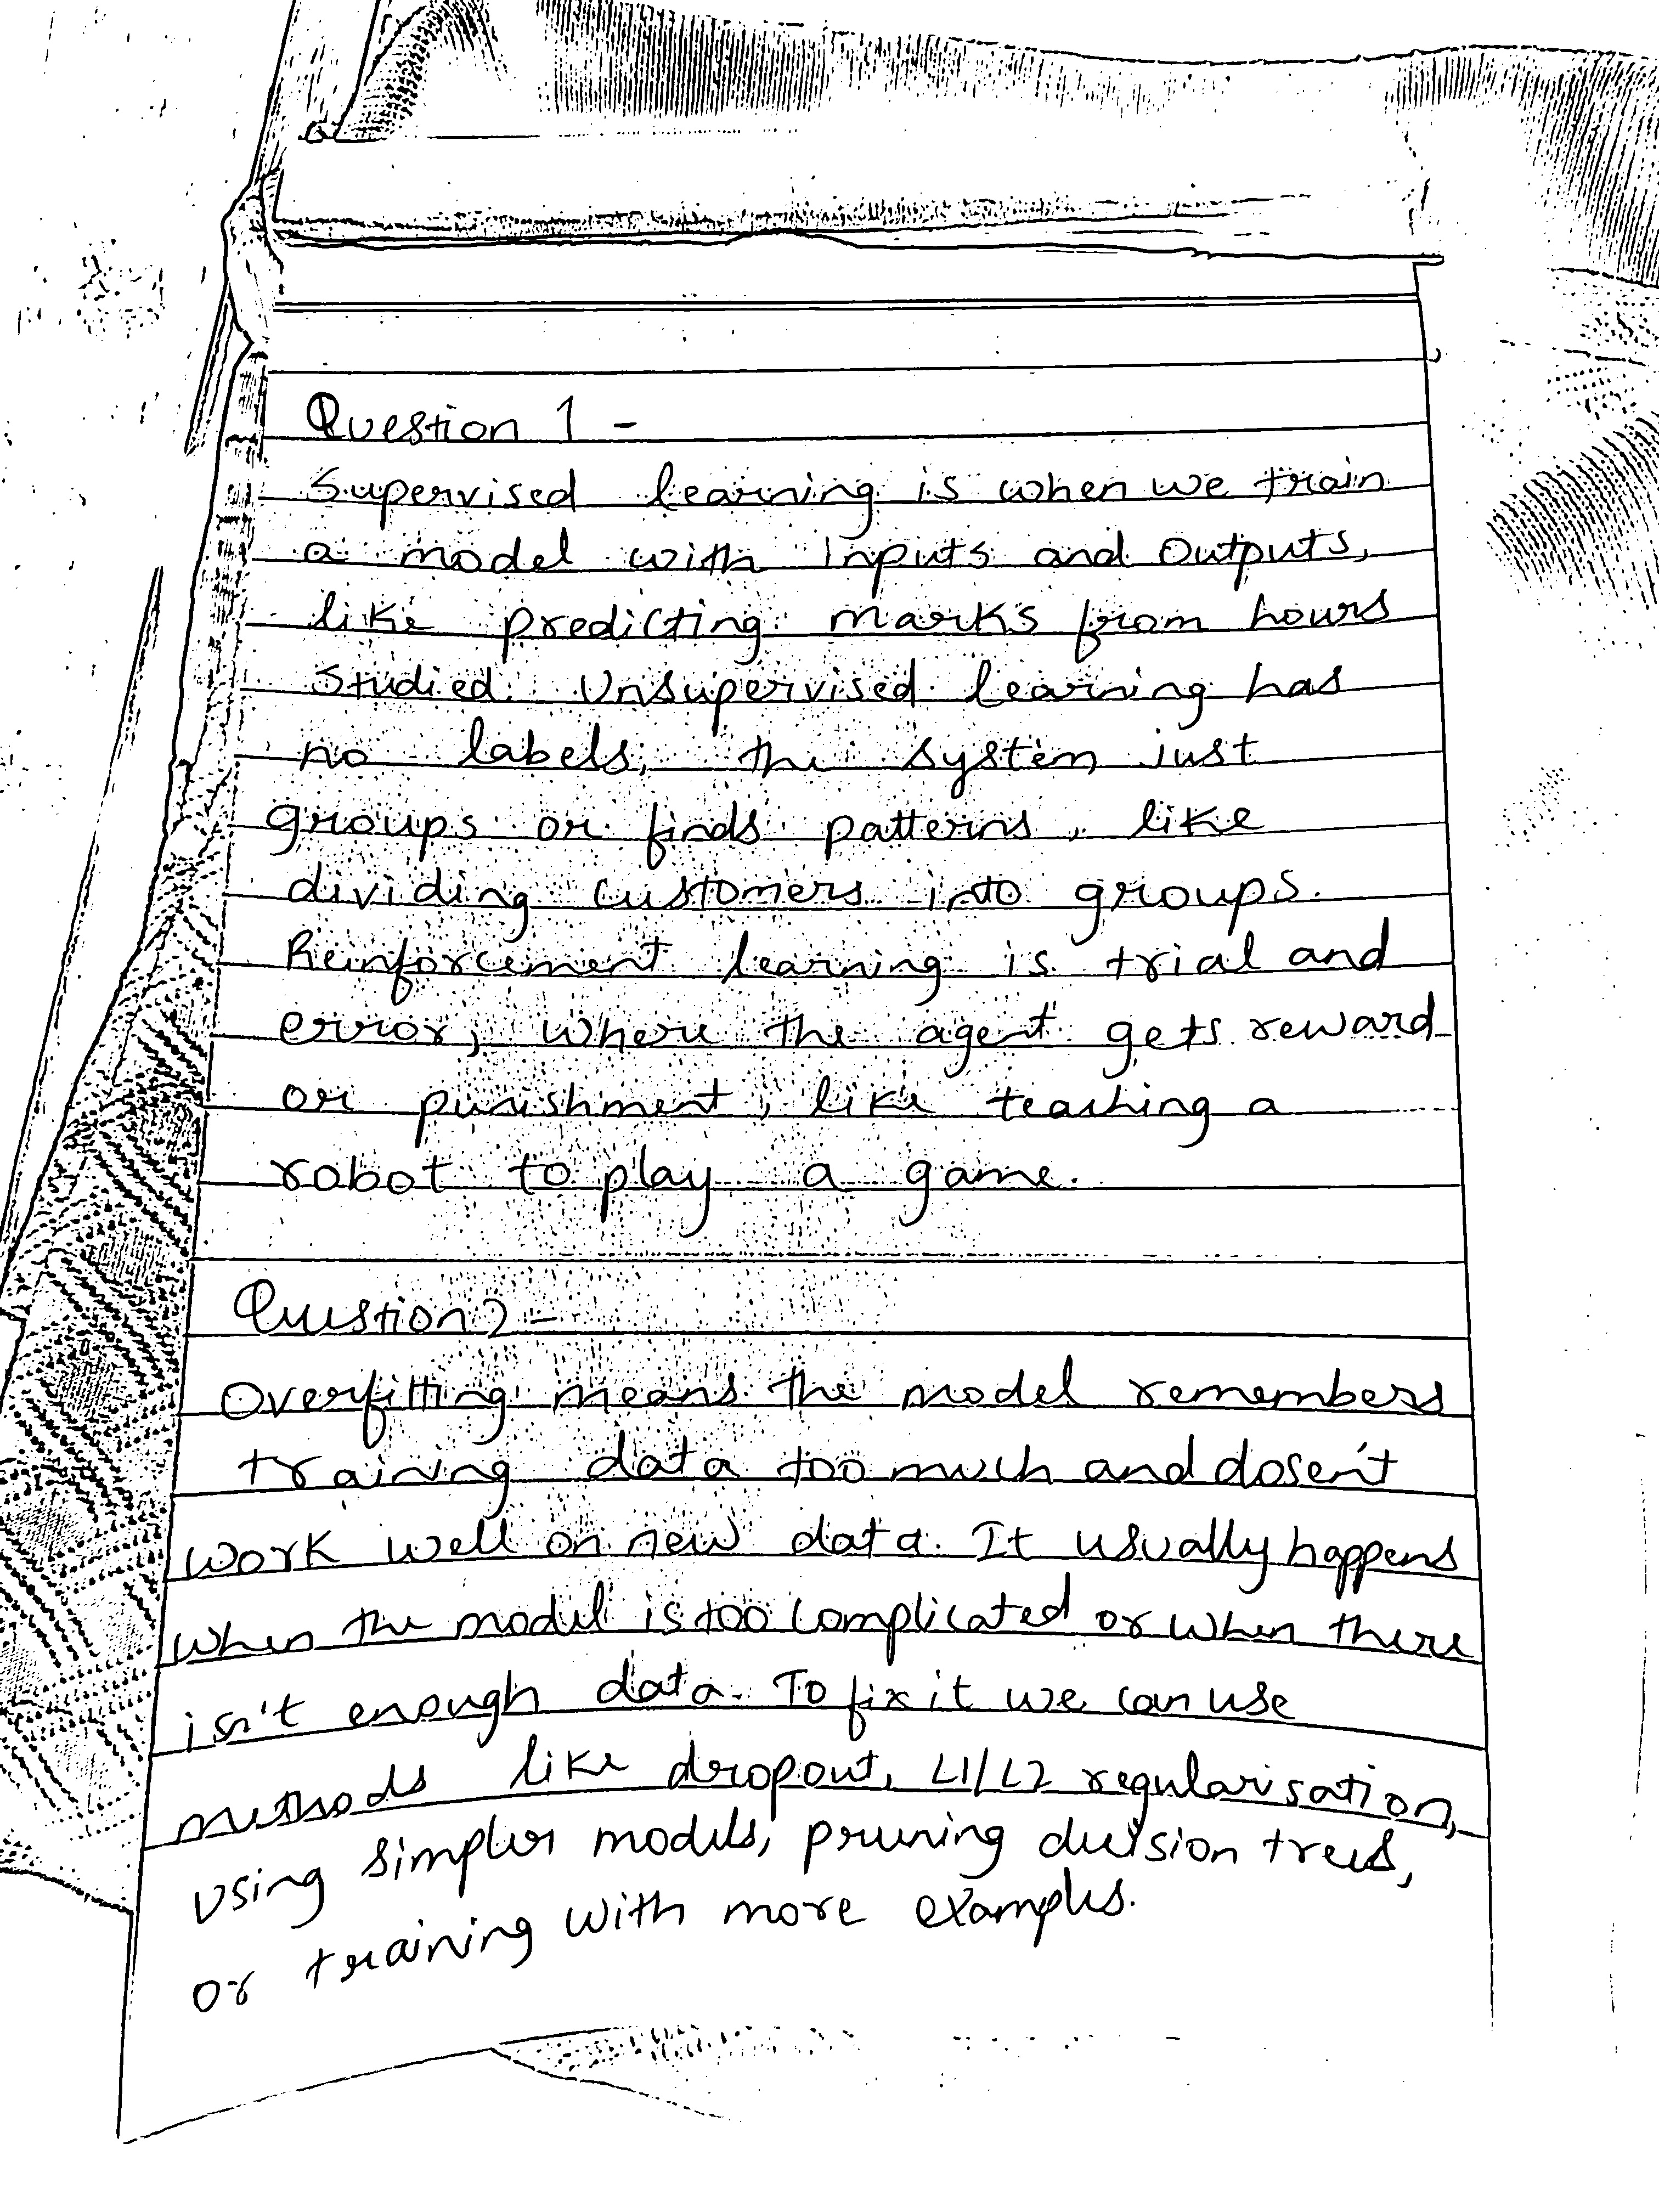 Question 1 -
Supervised learning is when we train
a model with inputs and outputs,
like predicting marks from hours
studied. Unsupervised learning has
no labels, the system just
groups or finds patterns, like
dividing customers into groups.
Reinforcement learning is trial and
error, where the agent gets reward
or punishment, like teaching a
robot to play a game.
Question 2 -
Overfitting means the model remembers
training data too much and dosen't
work well on new data. It usually happens
when the model is too complicated or when there
isn't enough data. To fix it we can use
methods like dropout, L1/L2 regularisation,
using simpler models, pruning decision trees,
or training with more examples.